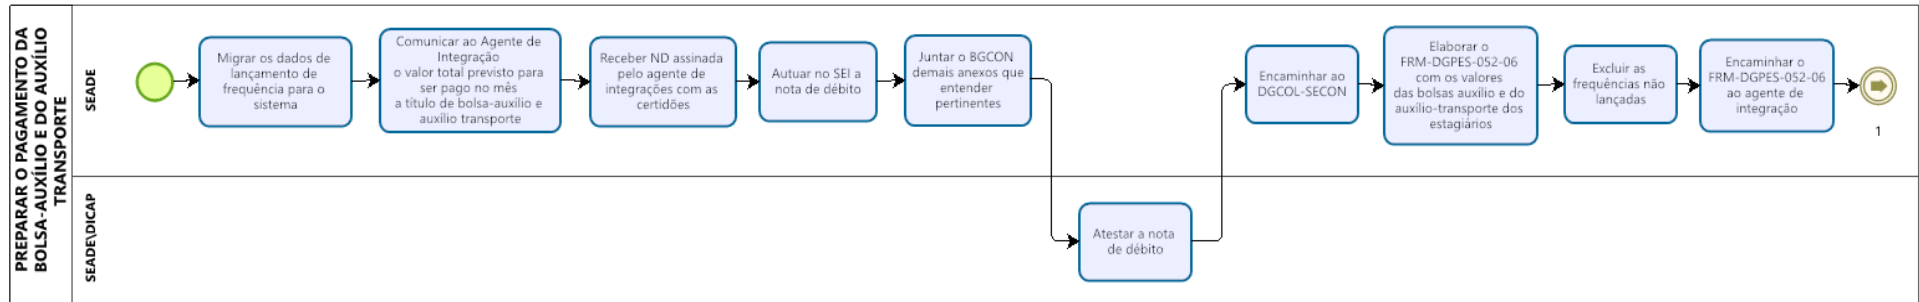 PREPARAR O PAGAMENTO DA
BOLSA-AUXÍLIO E DO AUXÍLIO
TRANSPORTE
SEADE
Migrar os dados de
lançamento de
frequência para o
sistema
Comunicar ao Agente de
Integração
o valor total previsto para
ser pago no mês
a título de bolsa-auxílio e
auxílio transporte
Receber ND assinada
pelo agente de
integrações com as
certidões
Autuar no SEI a
nota de débito
Juntar o BGCON
demais anexos que
entender
pertinentes
Encaminhar ao
DGCOL-SECON
Elaborar o
FRM-DGPES-052-06
com os valores
das bolsas auxílio e do
auxílio-transporte dos
estagiários
Excluir as
frequências não
lançadas
Encaminhar o
FRM-DGPES-052-06
ao agente de
integração
1
SEADE\DICAP
Atestar a nota
de débito